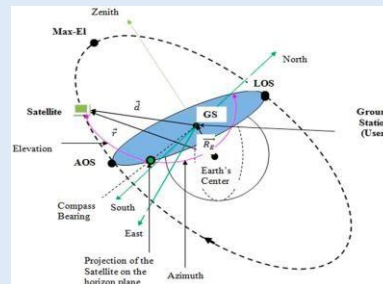 Zenith
Max-El
North
LOS
Satellite
d
GS
Ground
Station
(User
r
Elevation
R
AOS
Earth's
Center
Compass
Bearing
South
East
Projection of the
Satellite on the
horizon plane
Azimuth